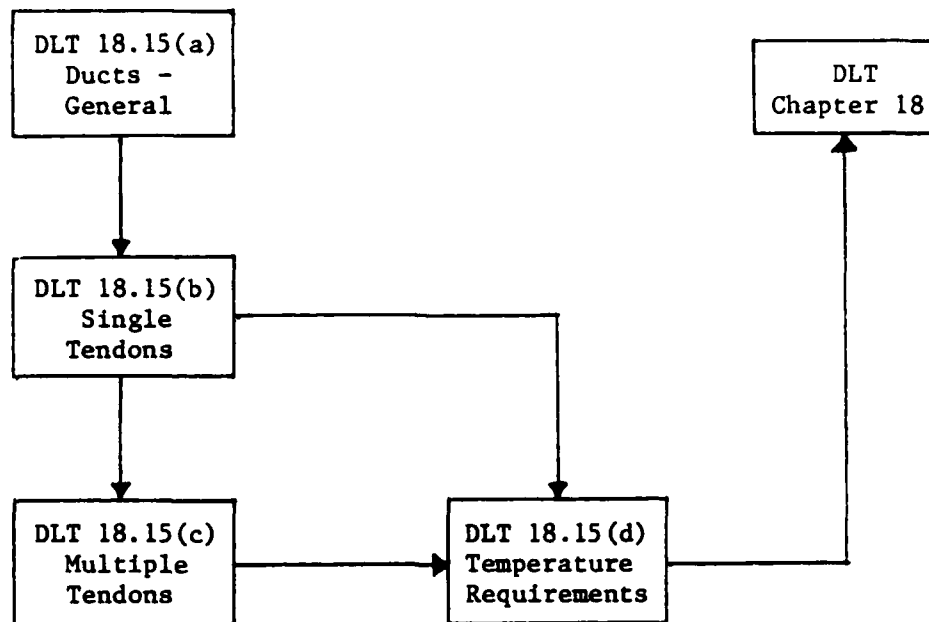 DLT 18.15(a)
Ducts -
General
DLT
Chapter 18
DLT 18.15(b)
Single
Tendons
DLT 18.15(c)
Multiple
Tendons
DLT 18.15(d)
Temperature
Requirements